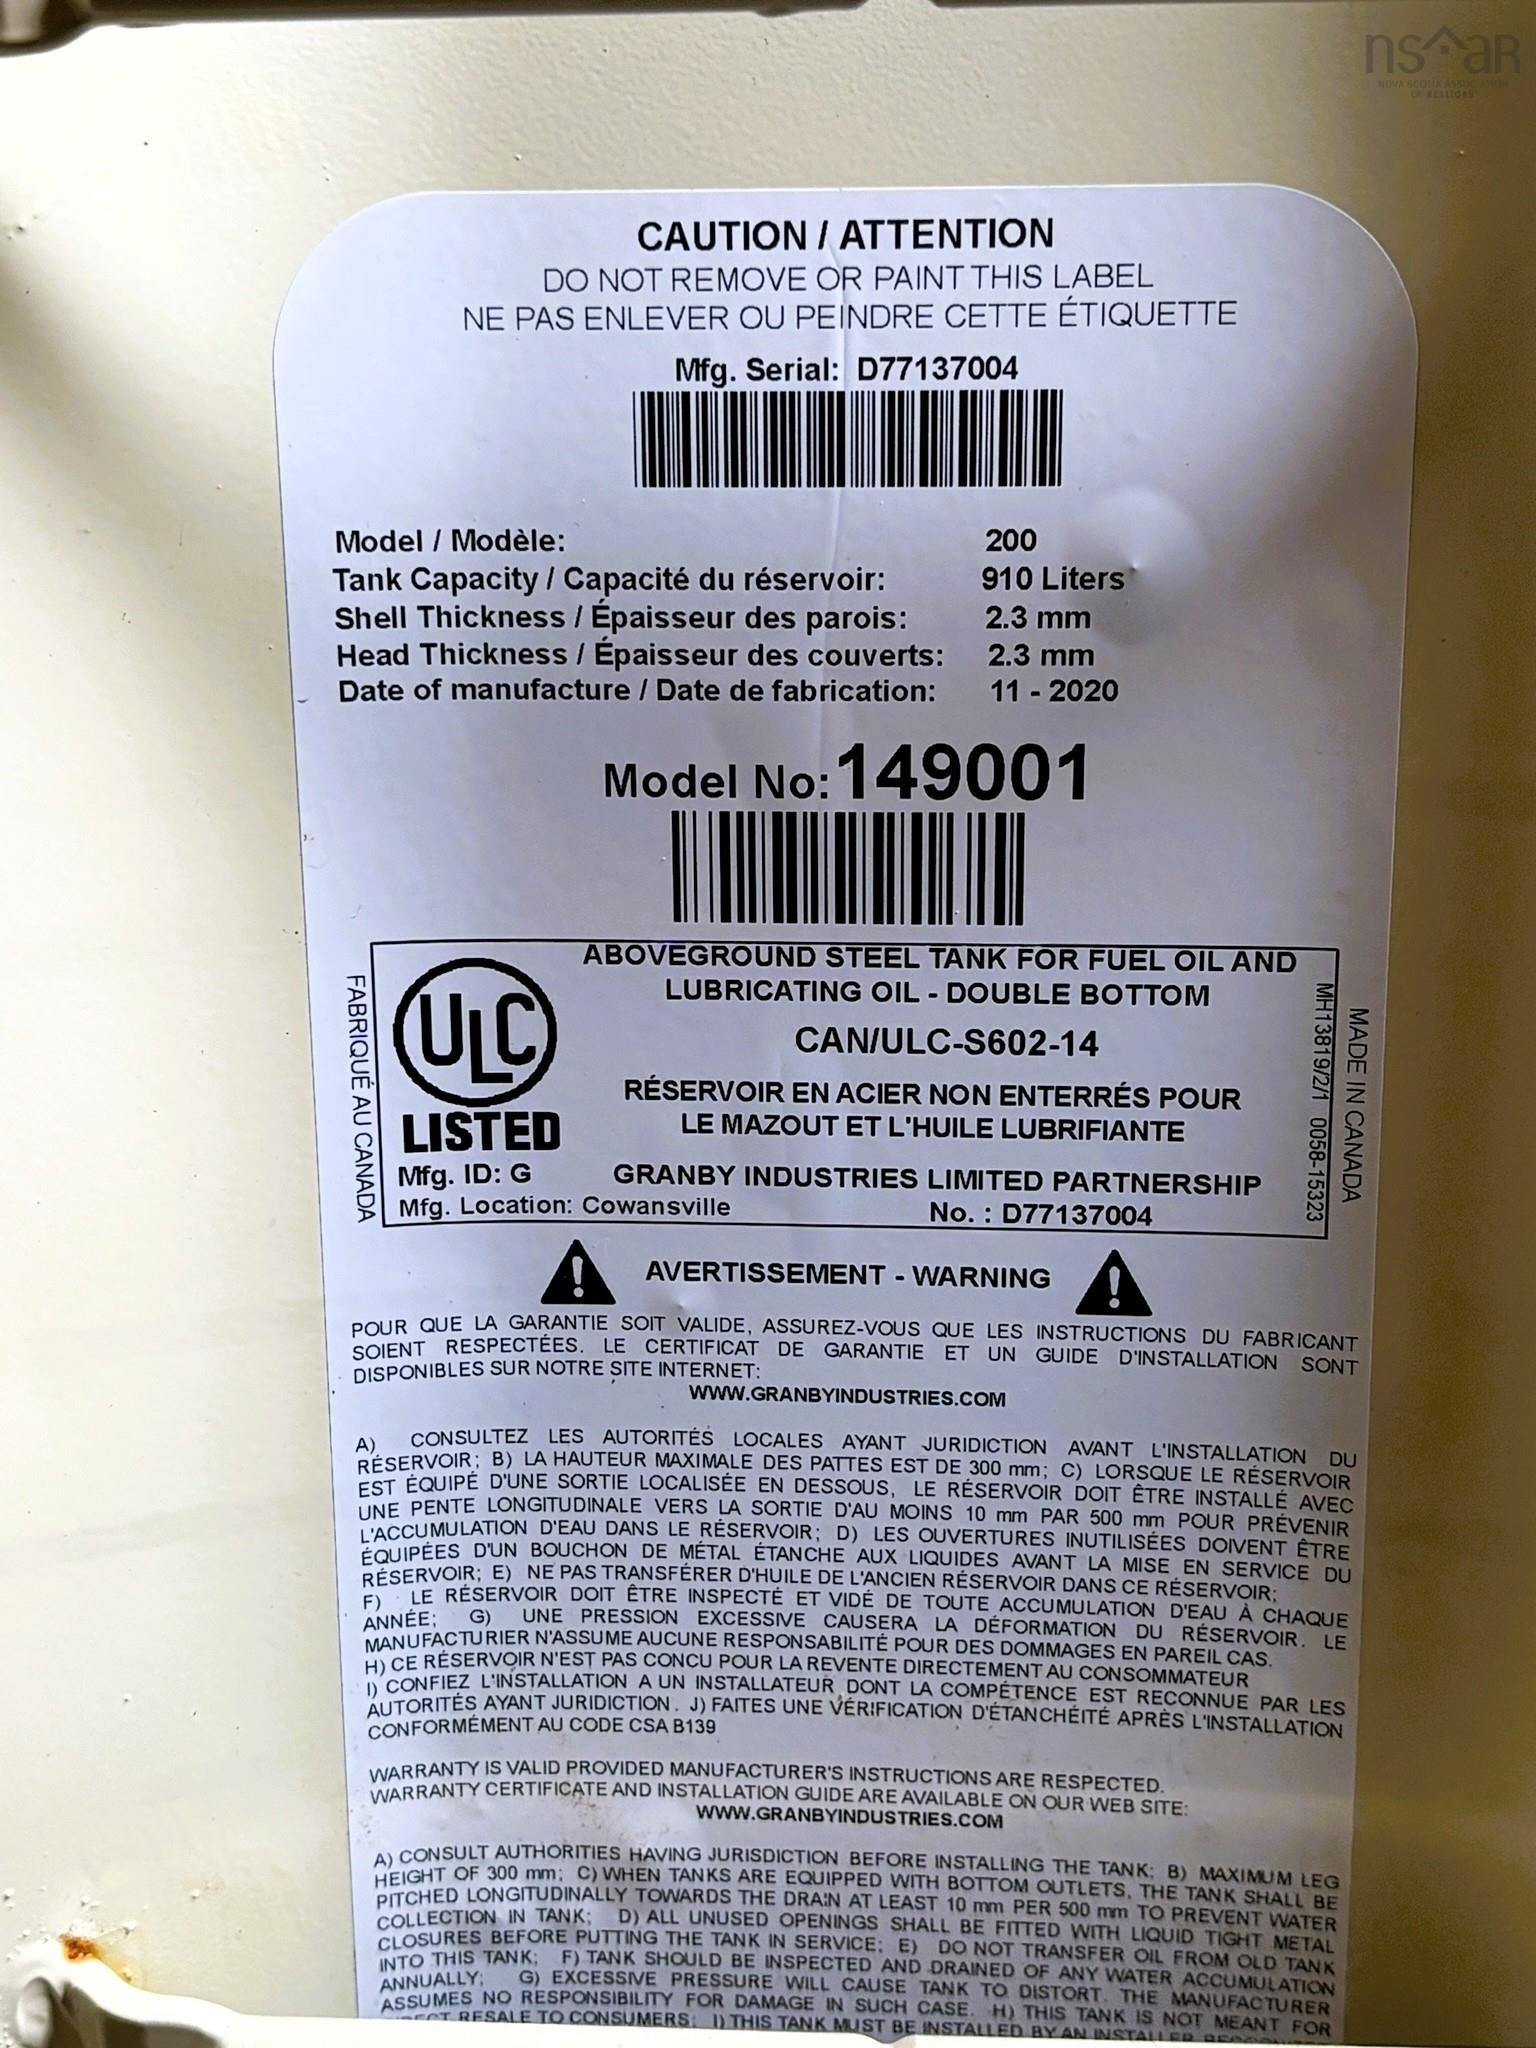 nsar
NOVA SCOTIA ASSOCIATION
OF REALTORS
CAUTION / ATTENTION
DO NOT REMOVE OR PAINT THIS LABEL
NE PAS ENLEVER OU PEINDRE CETTE ÉTIQUETTE
Mfg. Serial: D77137004
Model / Modèle: 200
Tank Capacity / Capacité du réservoir: 910 Liters
Shell Thickness / Épaisseur des parois: 2.3 mm
Head Thickness / Épaisseur des couverts: 2.3 mm
Date of manufacture / Date de fabrication: 11 - 2020
Model No: 149001
FABRIQUÉ AU CANADA
ULC
LISTED
ABOVEGROUND STEEL TANK FOR FUEL OIL AND
LUBRICATING OIL - DOUBLE BOTTOM
CAN/ULC-S602-14
RÉSERVOIR EN ACIER NON ENTERRÉS POUR
LE MAZOUT ET L'HUILE LUBRIFIANTE
Mfg. ID: G GRANBY INDUSTRIES LIMITED PARTNERSHIP
Mfg. Location: Cowansville No. : D77137004
MH13819/2/1 0058-15323
MADE IN CANADA
AVERTISSEMENT - WARNING
POUR QUE LA GARANTIE SOIT VALIDE, ASSUREZ-VOUS QUE LES INSTRUCTIONS DU FABRICANT
SOIENT RESPECTÉES. LE CERTIFICAT DE GARANTIE ET UN GUIDE D'INSTALLATION SONT
DISPONIBLES SUR NOTRE SITE INTERNET:
WWW.GRANBYINDUSTRIES.COM
A) CONSULTEZ LES AUTORITÉS LOCALES AYANT JURIDICTION AVANT L'INSTALLATION DU
RÉSERVOIR; B) LA HAUTEUR MAXIMALE DES PATTES EST DE 300 mm; C) LORSQUE LE RÉSERVOIR
EST ÉQUIPÉ D'UNE SORTIE LOCALISÉE EN DESSOUS, LE RÉSERVOIR DOIT ÊTRE INSTALLÉ AVEC
UNE PENTE LONGITUDINALE VERS LA SORTIE D'AU MOINS 10 mm PAR 500 mm POUR PRÉVENIR
L'ACCUMULATION D'EAU DANS LE RÉSERVOIR; D) LES OUVERTURES INUTILISÉES DOIVENT ÊTRE
ÉQUIPÉES D'UN BOUCHON DE MÉTAL ÉTANCHE AUX LIQUIDES AVANT LA MISE EN SERVICE DU
RÉSERVOIR; E) NE PAS TRANSFÉRER D'HUILE DE L'ANCIEN RÉSERVOIR DANS CE RÉSERVOIR;
F) LE RÉSERVOIR DOIT ÊTRE INSPECTÉ ET VIDÉ DE TOUTE ACCUMULATION D'EAU À CHAQUE
ANNÉE; G) UNE PRESSION EXCESSIVE CAUSERA LA DÉFORMATION DU RÉSERVOIR. LE
MANUFACTURIER N'ASSUME AUCUNE RESPONSABILITÉ POUR DES DOMMAGES EN PAREIL CAS.
H) CE RÉSERVOIR N'EST PAS CONCU POUR LA REVENTE DIRECTEMENT AU CONSOMMATEUR
I) CONFIEZ L'INSTALLATION A UN INSTALLATEUR DONT LA COMPÉTENCE EST RECONNUE PAR LES
AUTORITÉS AYANT JURIDICTION. J) FAITES UNE VÉRIFICATION D'ÉTANCHÉITÉ APRÈS L'INSTALLATION
CONFORMÉMENT AU CODE CSA B139
WARRANTY IS VALID PROVIDED MANUFACTURER'S INSTRUCTIONS ARE RESPECTED.
WARRANTY CERTIFICATE AND INSTALLATION GUIDE ARE AVAILABLE ON OUR WEB SITE:
WWW.GRANBYINDUSTRIES.COM
A) CONSULT AUTHORITIES HAVING JURISDICTION BEFORE INSTALLING THE TANK; B) MAXIMUM LEG
HEIGHT OF 300 mm; C) WHEN TANKS ARE EQUIPPED WITH BOTTOM OUTLETS, THE TANK SHALL BE
PITCHED LONGITUDINALLY TOWARDS THE DRAIN AT LEAST 10 mm PER 500 mm TO PREVENT WATER
COLLECTION IN TANK; D) ALL UNUSED OPENINGS SHALL BE FITTED WITH LIQUID TIGHT METAL
CLOSURES BEFORE PUTTING THE TANK IN SERVICE; E) DO NOT TRANSFER OIL FROM OLD TANK
INTO THIS TANK; F) TANK SHOULD BE INSPECTED AND DRAINED OF ANY WATER ACCUMULATION
ANNUALLY; G) EXCESSIVE PRESSURE WILL CAUSE TANK TO DISTORT. THE MANUFACTURER
ASSUMES NO RESPONSIBILITY FOR DAMAGE IN SUCH CASE. H) THIS TANK IS NOT MEANT FOR
RESALE TO CONSUMERS; I) THIS TANK MUST BE INSTALLED BY AN INSTALLER